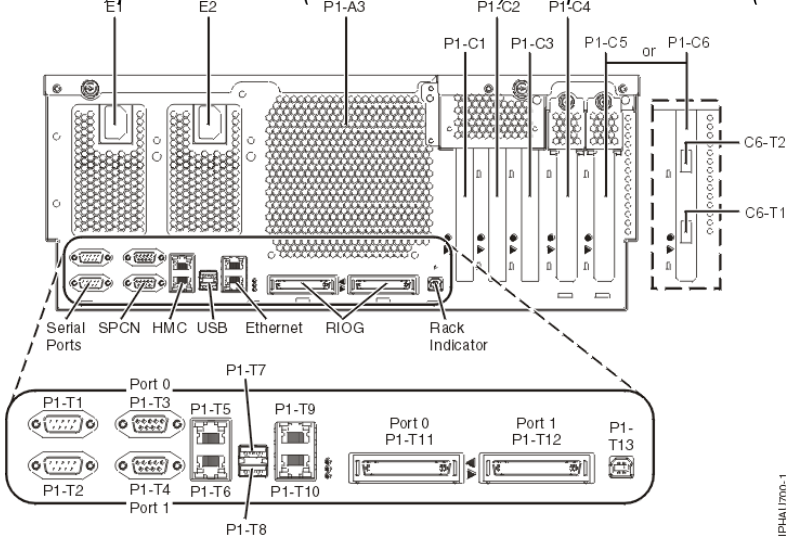 E1 E2 P1-A3 P1-C2 P1-C4
P1-C1 P1-C3 P1-C5 or P1-C6
C6-T2
C6-T1
Serial Ports
SPCN
HMC
USB
Ethernet
RIOG
Rack Indicator
P1-T7
Port 0
P1-T1 P1-T3 P1-T5 P1-T9
Port 0
P1-T11
Port 1
P1-T12
P1-
T13
P1-T2 P1-T4 P1-T6 P1-T10
Port 1
P1-T8
IPHAU700-1